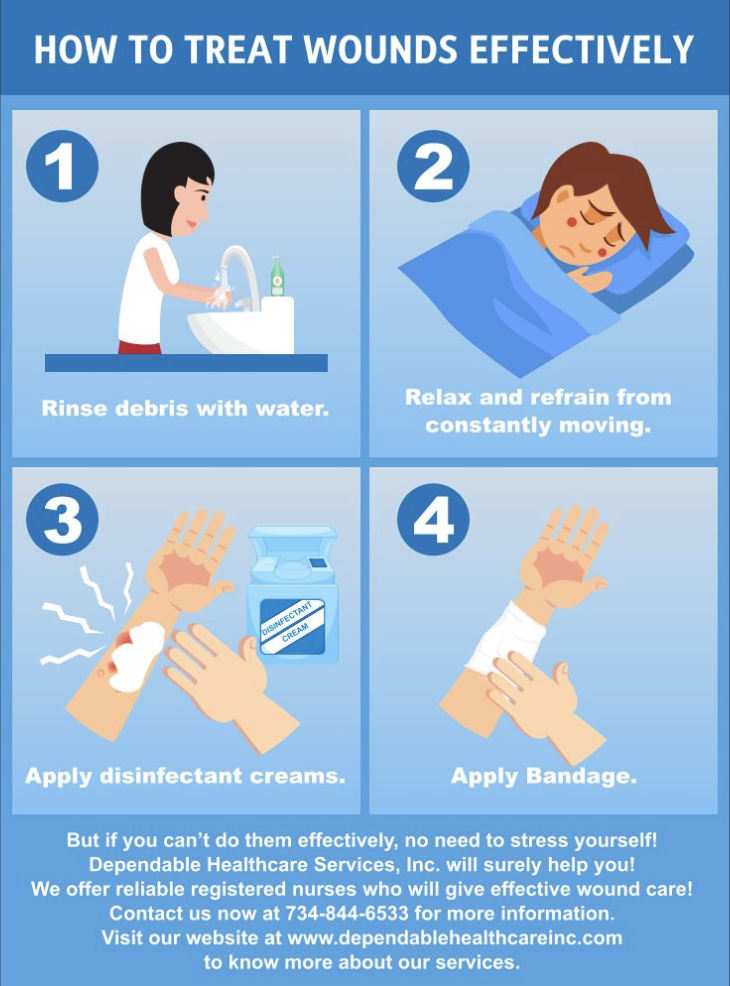 HOW TO TREAT WOUNDS EFFECTIVELY
1
Rinse debris with water.
2
Relax and refrain from
constantly moving.
3
DISINFECTANT
CREAM
Apply disinfectant creams.
4
Apply Bandage.
But if you can’t do them effectively, no need to stress yourself!
Dependable Healthcare Services, Inc. will surely help you!
We offer reliable registered nurses who will give effective wound care!
Contact us now at 734-844-6533 for more information.
Visit our website at www.dependablehealthcareinc.com
to know more about our services.